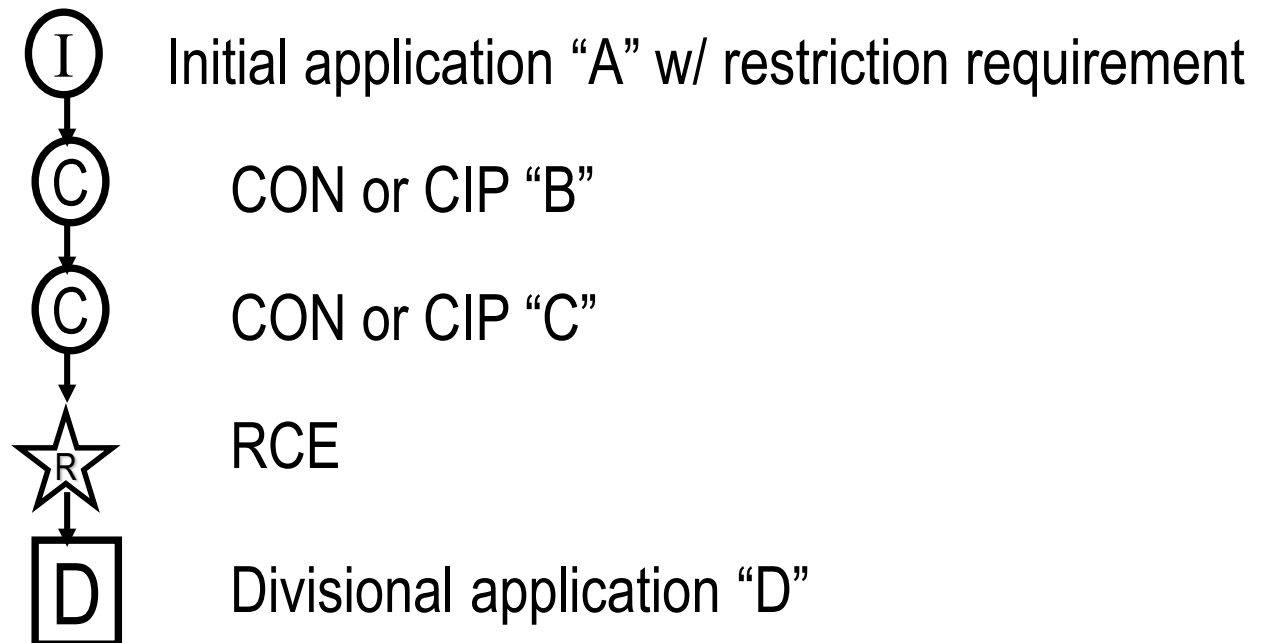 I Initial application “A” w/ restriction requirement
C CON or CIP “B”
C CON or CIP “C”
R RCE
D Divisional application “D”